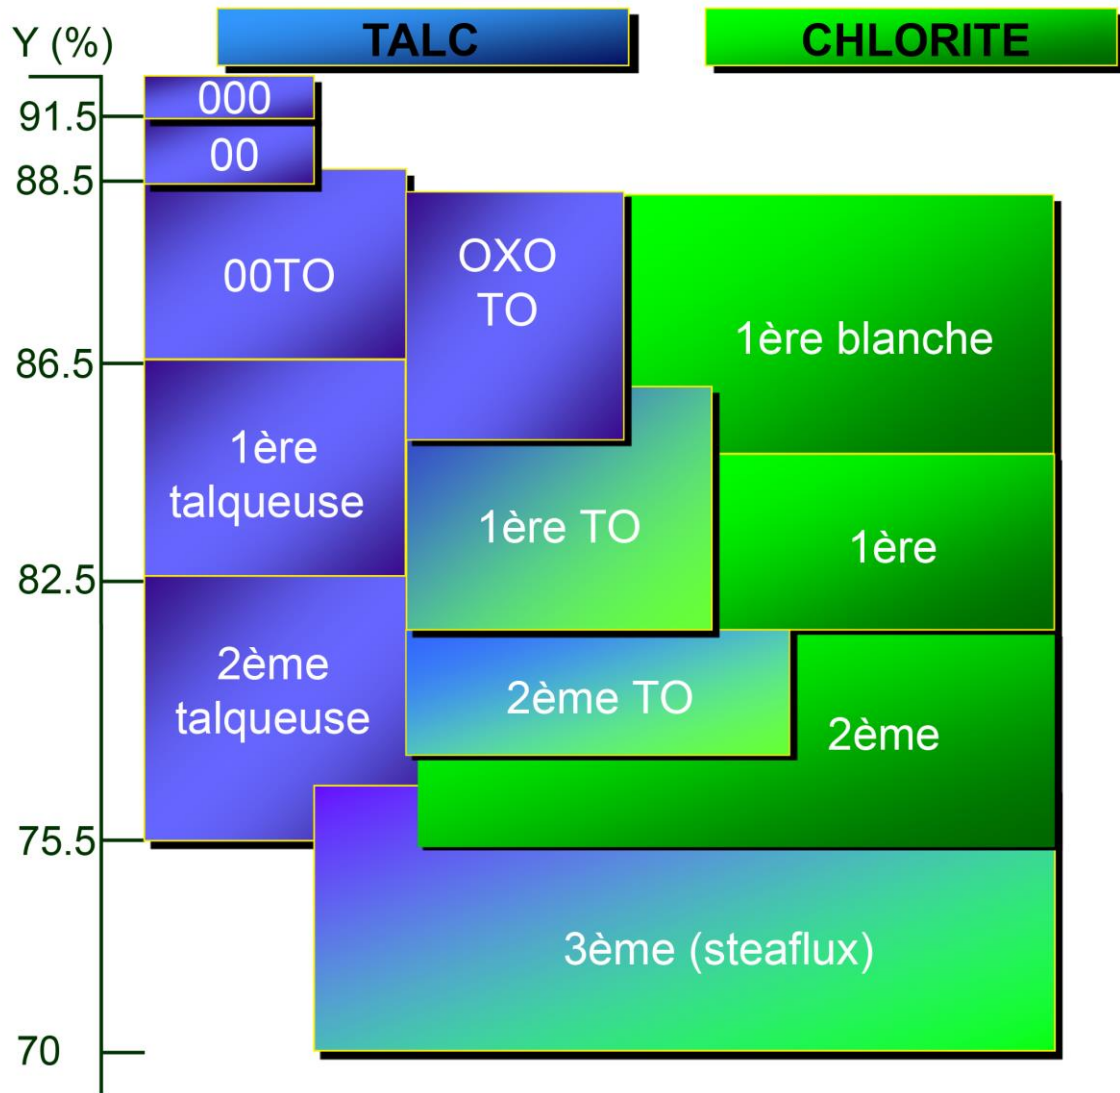 Y (%)
TALC
CHLORITE
91.5
88.5
86.5
82.5
75.5
70
000
00
00TO
OXO
TO
1ère blanche
1ère
talqueuse
1ère TO
1ère
2ème
talqueuse
2ème TO
2ème
3ème (steaflux)